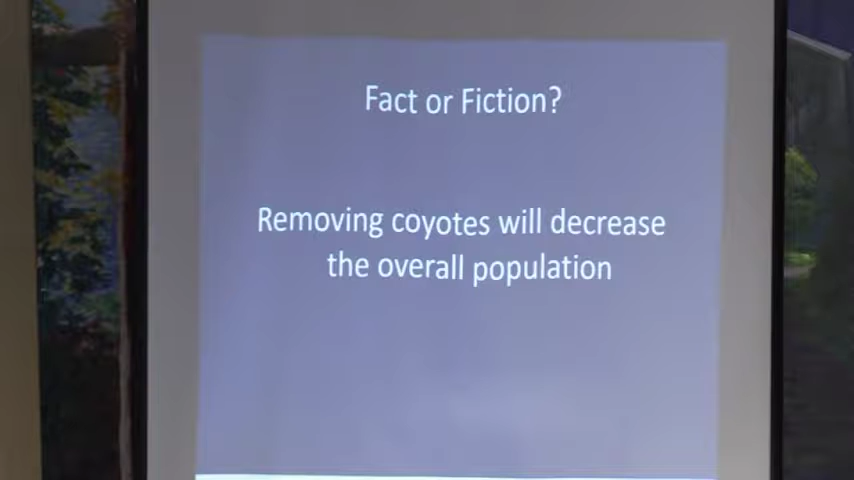 Fact or Fiction?
Removing coyotes will decrease
the overall population